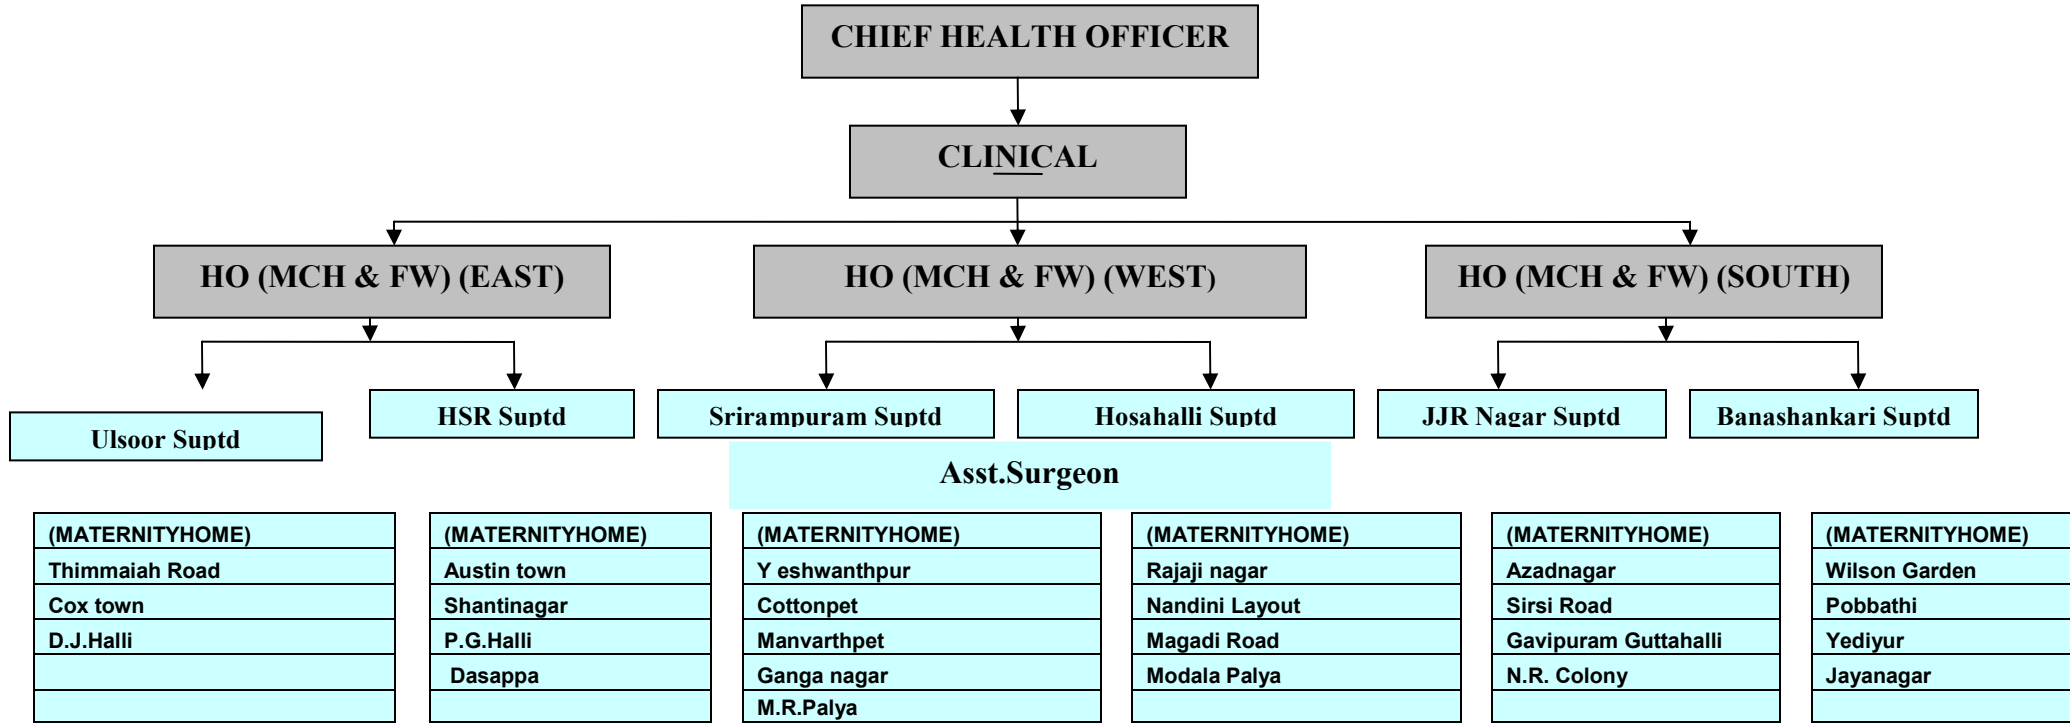 CHIEF HEALTH OFFICER
CLINICAL
HO (MCH & FW) (EAST)
HO (MCH & FW) (WEST)
HO (MCH & FW) (SOUTH)
Ulsoor Suptd
HSR Suptd
Srirampuram Suptd
Hosahalli Suptd
JJR Nagar Suptd
Banashankari Suptd
Asst.Surgeon
(MATERNITYHOME)
Thimmaiah Road
Cox town
D.J.Halli
(MATERNITYHOME)
Austin town
Shantinagar
P.G.Halli
Dasappa
(MATERNITYHOME)
Y eshwanthpur
Cottonpet
Manvarthpet
Ganga nagar
M.R.Palya
(MATERNITYHOME)
Rajaji nagar
Nandini Layout
Magadi Road
Modala Palya
(MATERNITYHOME)
Azadnagar
Sirsi Road
Gavipuram Guttahalli
N.R. Colony
(MATERNITYHOME)
Wilson Garden
Pobbathi
Yediyur
Jayanagar